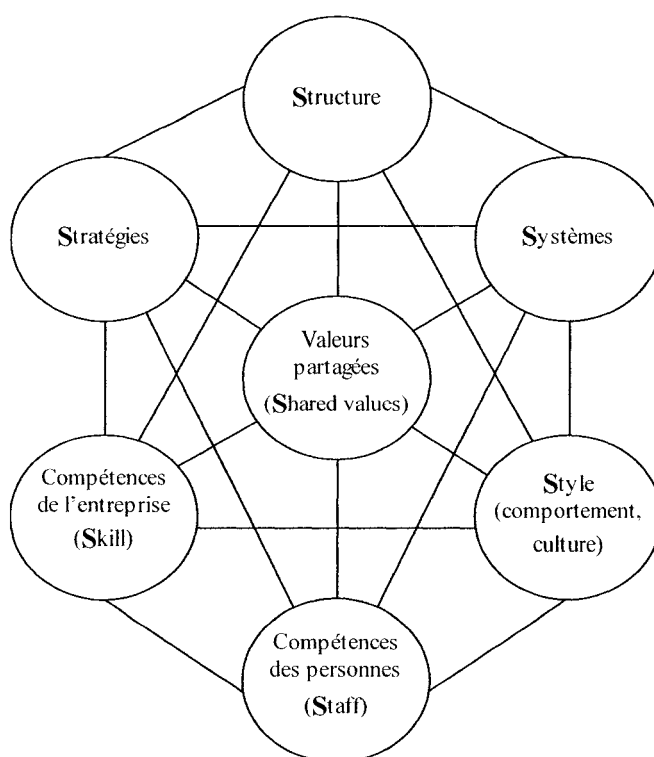 Structure
Stratégies
Systèmes
Valeurs
partagées
(Shared values)
Compétences
de l'entreprise
(Skill)
Style
(comportement,
culture)
Compétences
des personnes
(Staff)